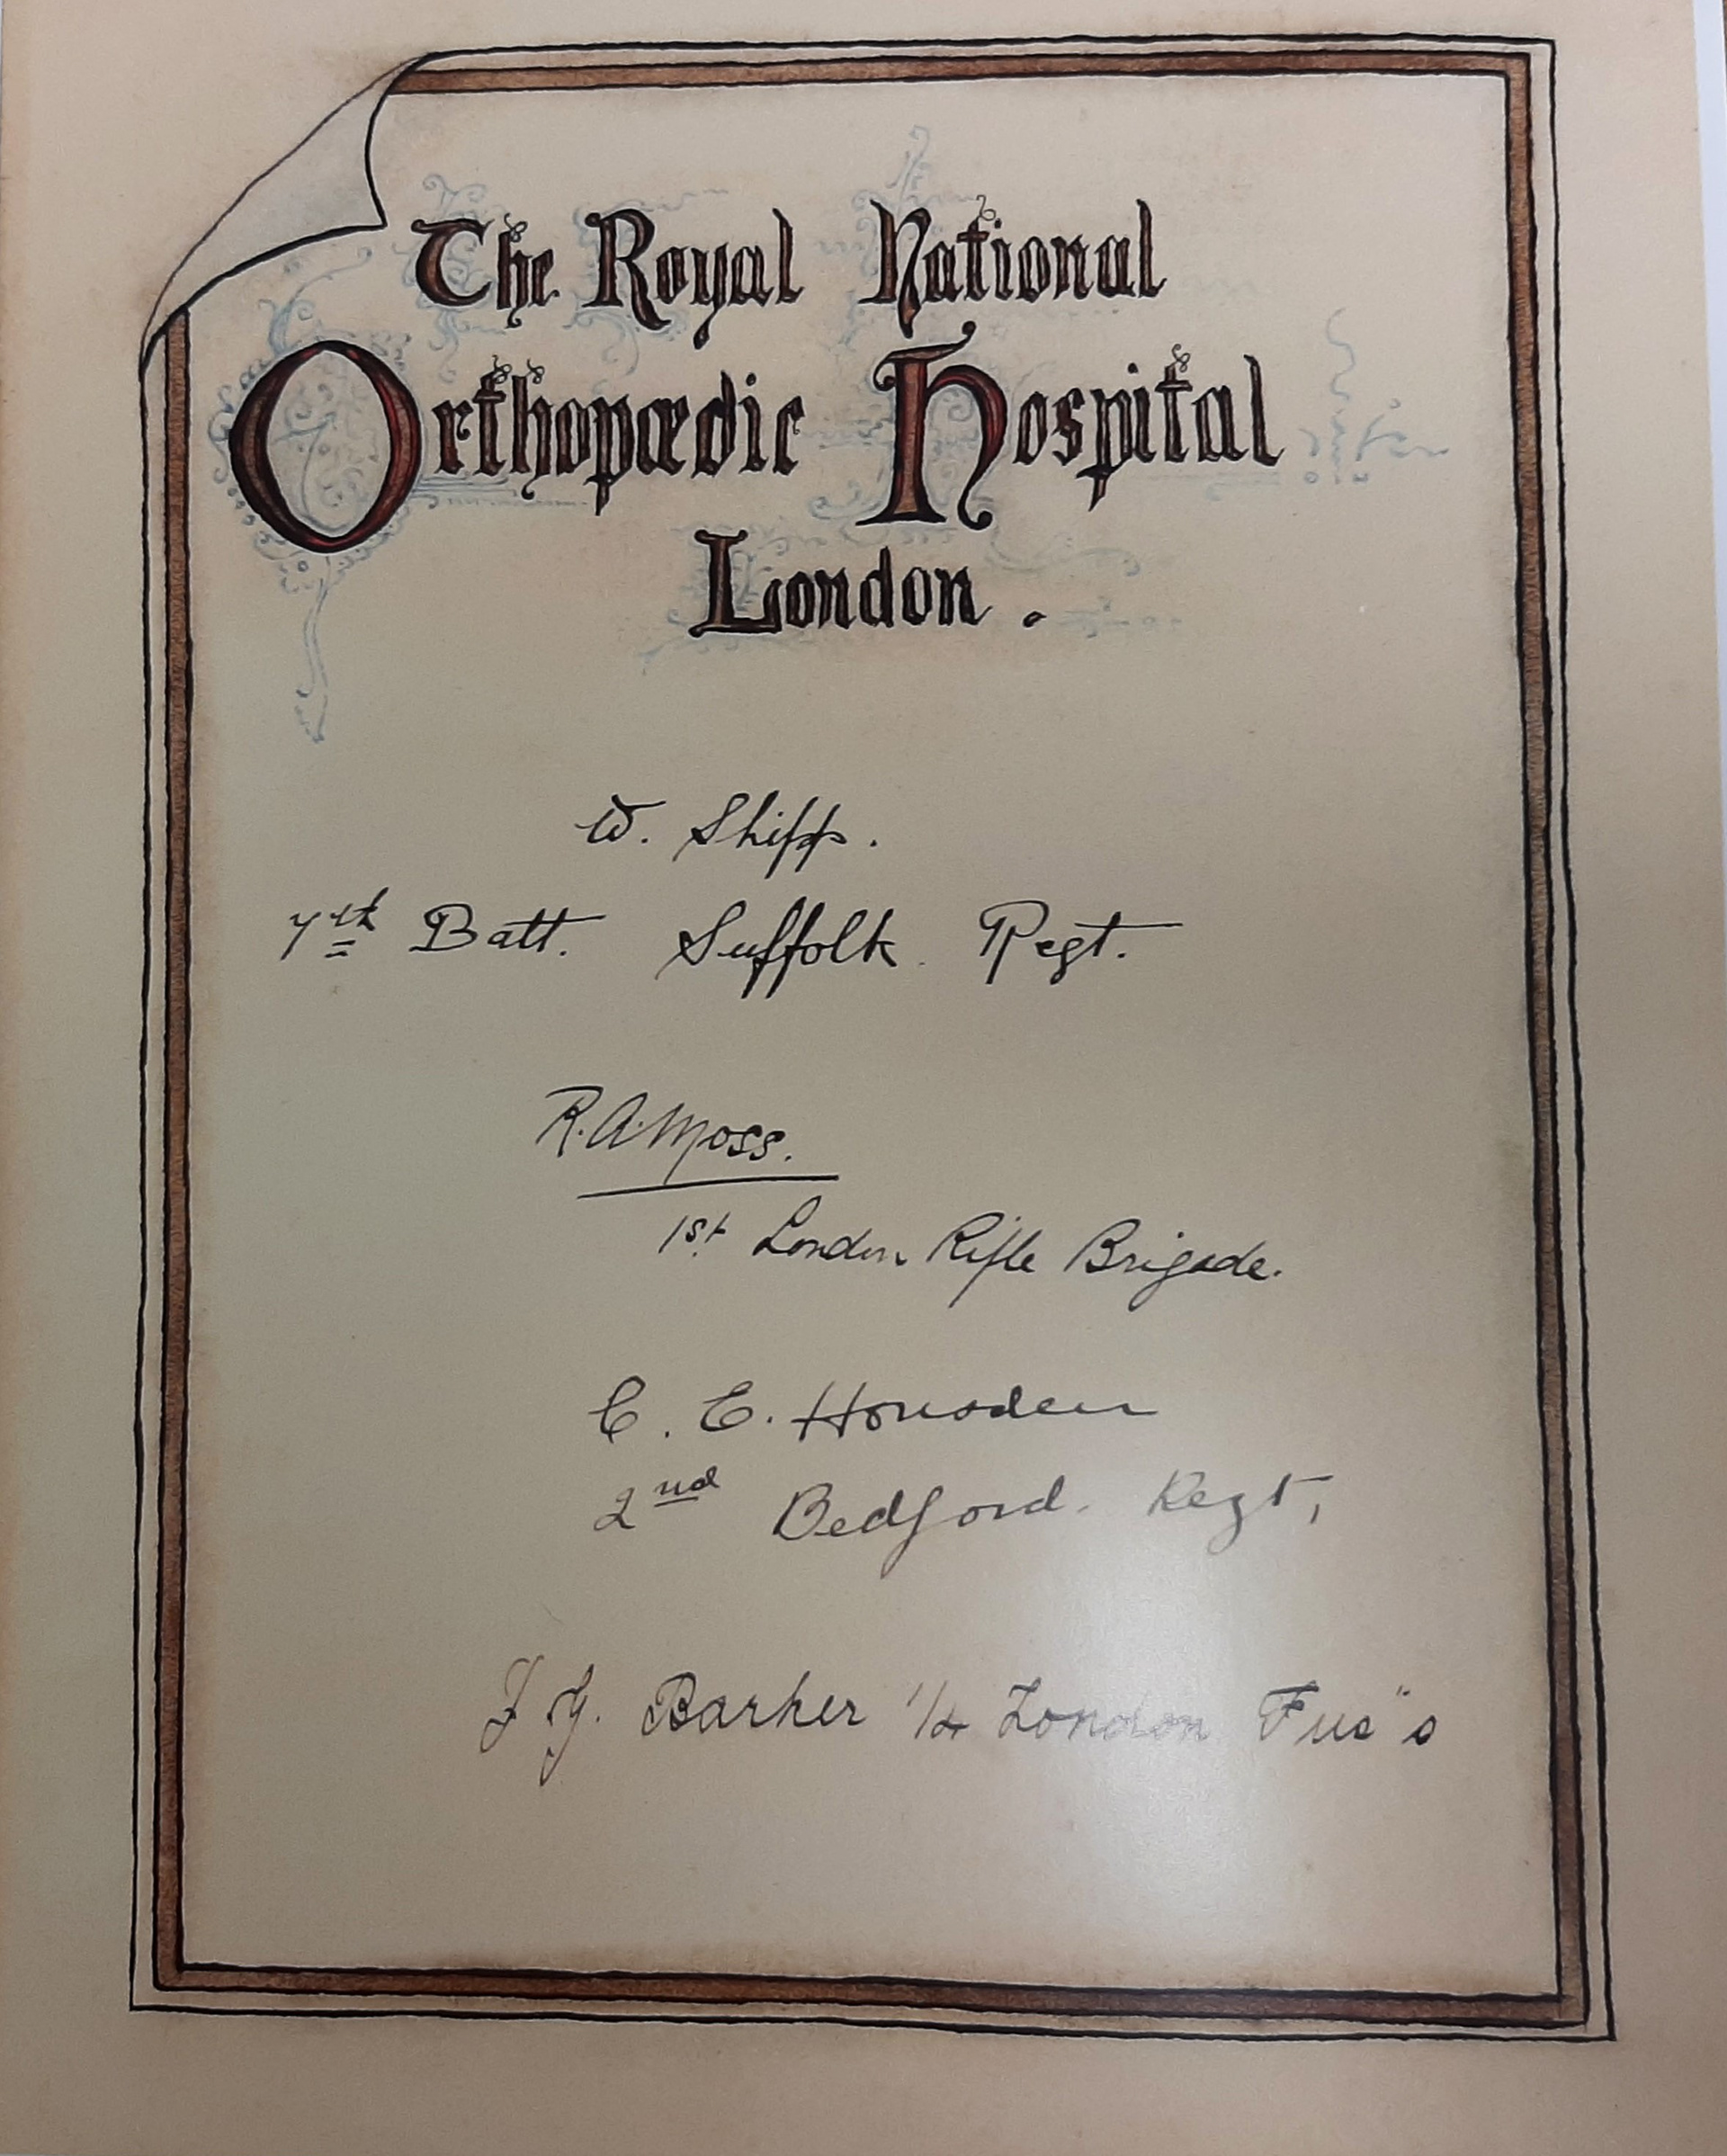 The Royal National
Orthopædic Hospital
London.
W. Shipp.
7th Batt. Suffolk Regt.
R. A. Moss.
1st London Rifle Brigade.
C. E. Housden
2nd Bedford. Regt,
J. Barker 1/4 London Fus"s